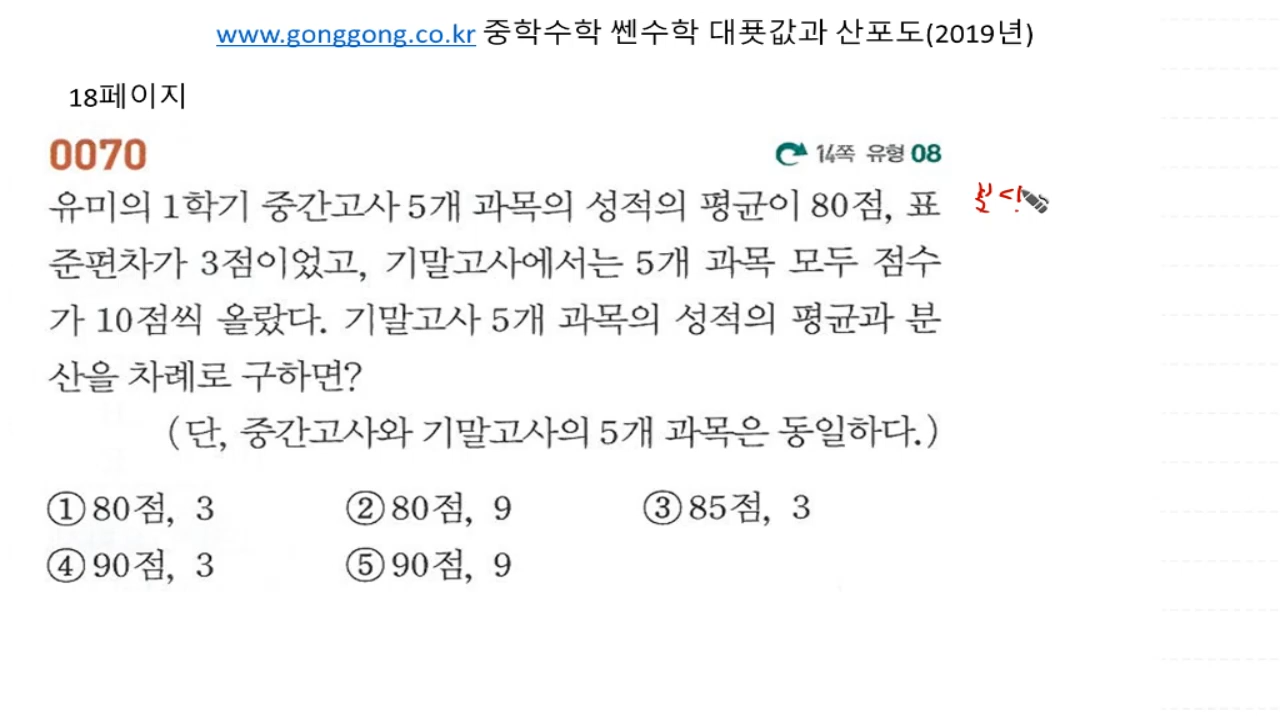 www.gonggong.co.kr 중학수학 쎈수학 대푯값과 산포도(2019년)
18페이지
0070
14쪽 유형 08
유미의 1학기 중간고사 5개 과목의 성적의 평균이 80점, 표
준편차가 3점이었고, 기말고사에서는 5개 과목 모두 점수
가 10점씩 올랐다. 기말고사 5개 과목의 성적의 평균과 분
산을 차례로 구하면?
(단, 중간고사와 기말고사의 5개 과목은 동일하다.)
① 80점, 3 ② 80점, 9 ③ 85점, 3
④ 90점, 3 ⑤ 90점, 9